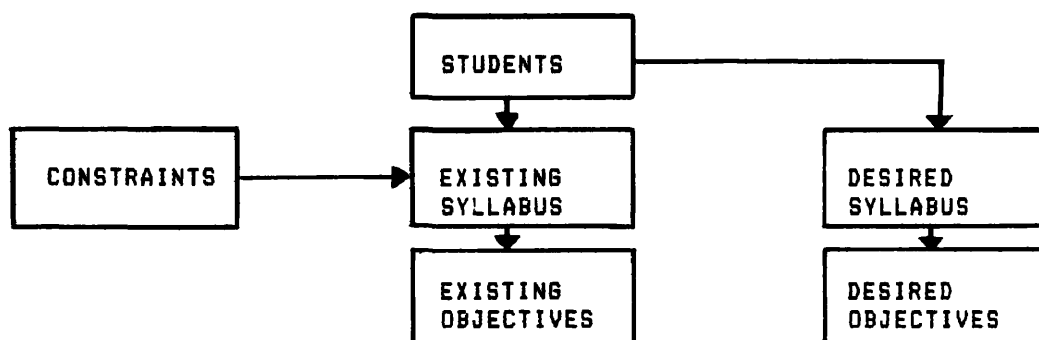 STUDENTS
CONSTRAINTS
EXISTING
SYLLABUS
DESIRED
SYLLABUS
EXISTING
OBJECTIVES
DESIRED
OBJECTIVES